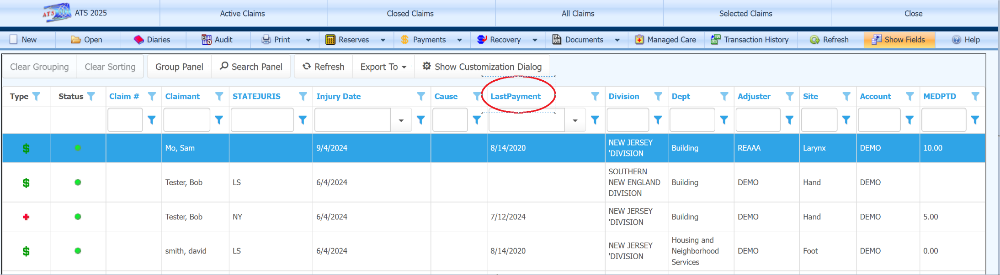 ATS ATS 2025 Active Claims Closed Claims All Claims Selected Claims Close
New Open Diaries Audit Print Reserves Payments Recovery Documents Managed Care Transaction History Refresh Show Fields Help
Clear Grouping Clear Sorting Group Panel Search Panel Refresh Export To Show Customization Dialog
Type Status Claim # Claimant STATEJURIS Injury Date Cause LastPayment Division Dept Adjuster Site Account MEDPTD
$ Mo, Sam 9/4/2024 8/14/2020 NEW JERSEY Building REAAA Larynx DEMO 10.00
'DIVISION
SOUTHERN
$ Tester, Bob LS 6/4/2024 NEW ENGLAND Building DEMO Hand DEMO
DIVISION
Tester, Bob NY 6/4/2024 7/12/2024 NEW JERSEY Building DEMO Hand DEMO 5.00
'DIVISION
$ smith, david LS 6/4/2024 8/14/2020 NEW JERSEY Housing and DEMO Foot DEMO 0.00
'DIVISION Neighborhood
Services